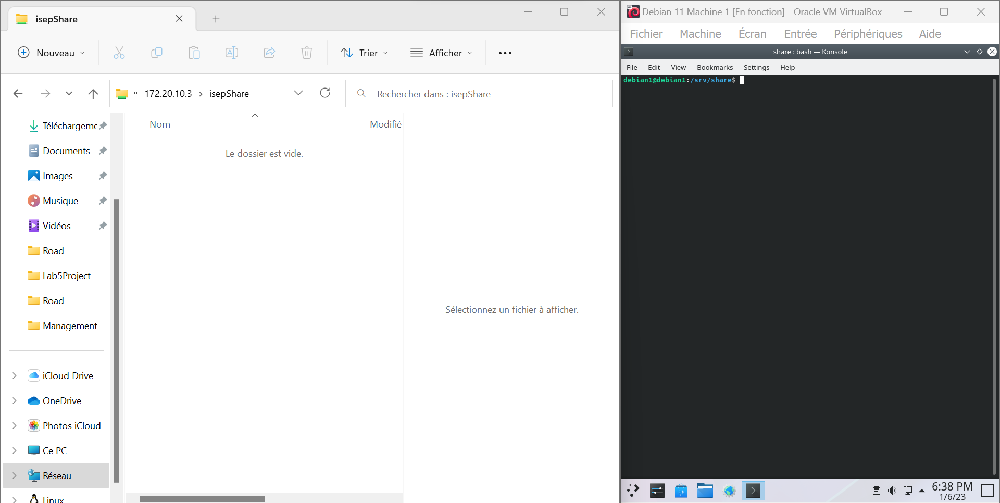 isepShare
Nouveau
Trier
Afficher
« 172.20.10.3 > isepShare
Rechercher dans : isepShare
Téléchargeme
Documents
Images
Musique
Vidéos
Road
Lab5Project
Road
Management
iCloud Drive
OneDrive
Photos iCloud
Ce PC
Réseau
Linux
Nom
Modifié
Le dossier est vide.
Sélectionnez un fichier à afficher.
Debian 11 Machine 1 [En fonction] - Oracle VM VirtualBox
Fichier Machine Écran Entrée Périphériques Aide
share : bash — Konsole
File Edit View Bookmarks Settings Help
debian1@debian1:/srv/share$
6:38 PM
1/6/23